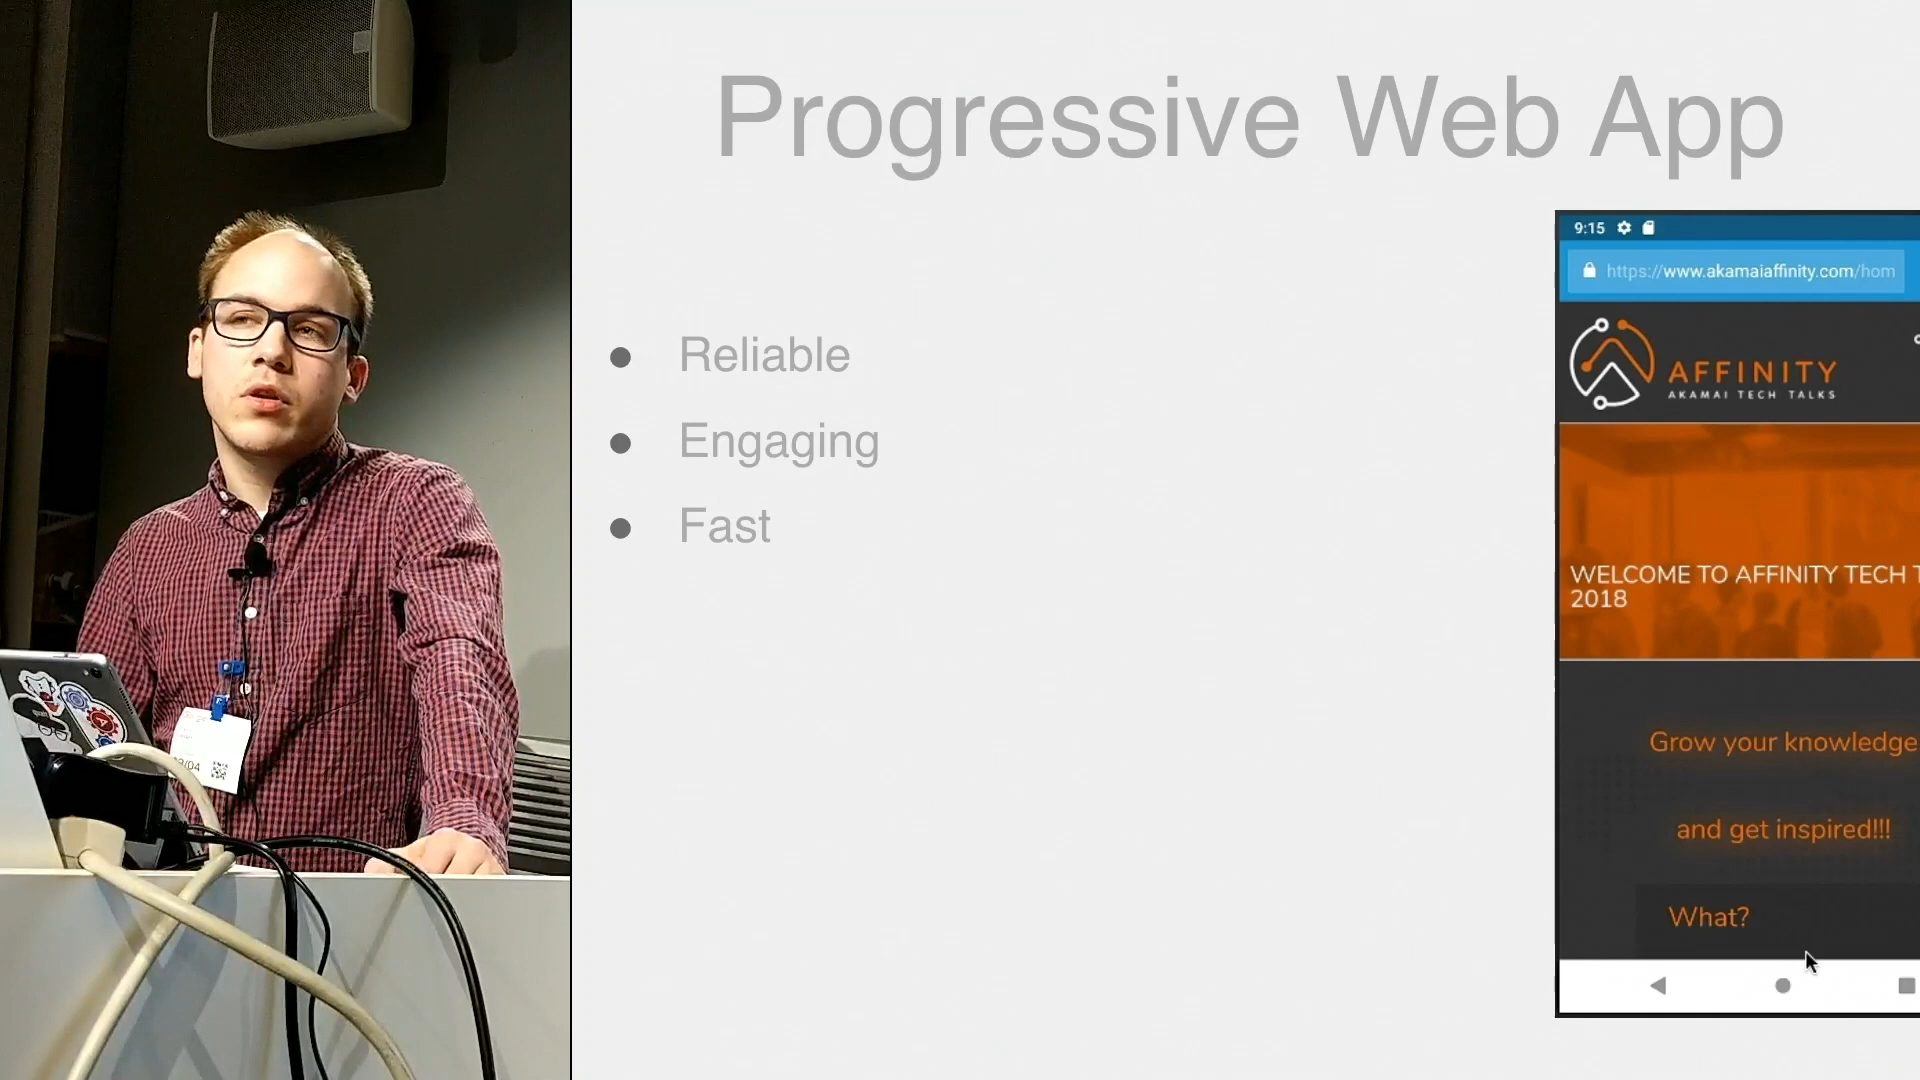 Progressive Web App
Reliable
Engaging
Fast
9:15
https://www.akamaiaffinity.com/hom
AFFINITY
AKAMAI TECH TALKS
WELCOME TO AFFINITY TECH T
2018
Grow your knowledge
and get inspired!!!
What?
/04